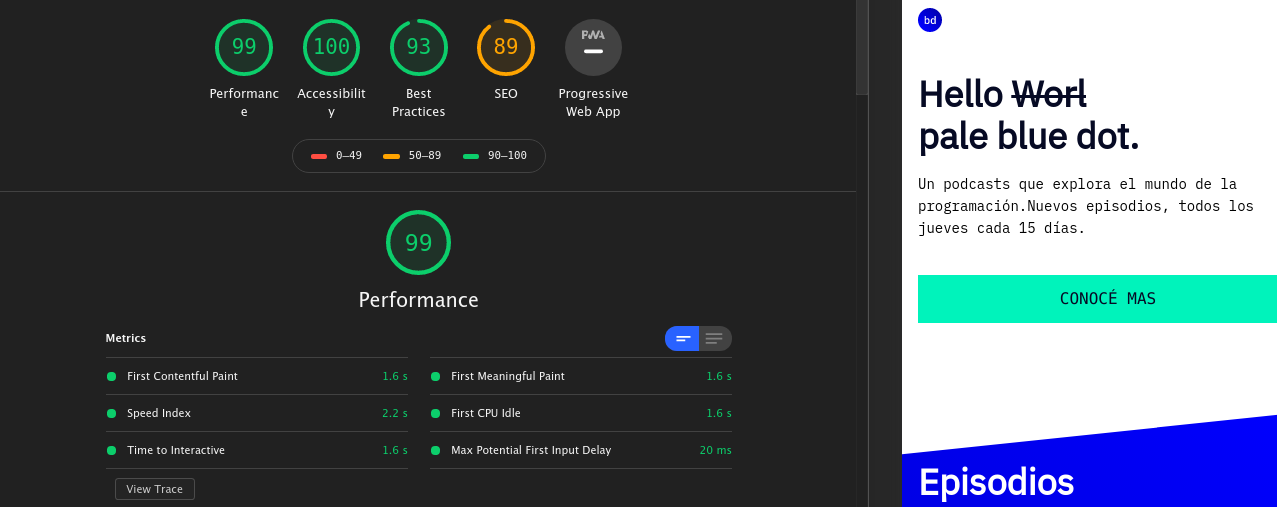 99
100
93
89
PWA
Performanc
e
Accessibilit
y
Best
Practices
SEO
Progressive
Web App
0–49
50–89
90–100
99
Performance
Metrics
First Contentful Paint 1.6 s
First Meaningful Paint 1.6 s
Speed Index 2.2 s
First CPU Idle 1.6 s
Time to Interactive 1.6 s
Max Potential First Input Delay 20 ms
View Trace
bd
Hello Worl
pale blue dot.
Un podcasts que explora el mundo de la
programación.Nuevos episodios, todos los
jueves cada 15 días.
CONOCÉ MAS
Episodios